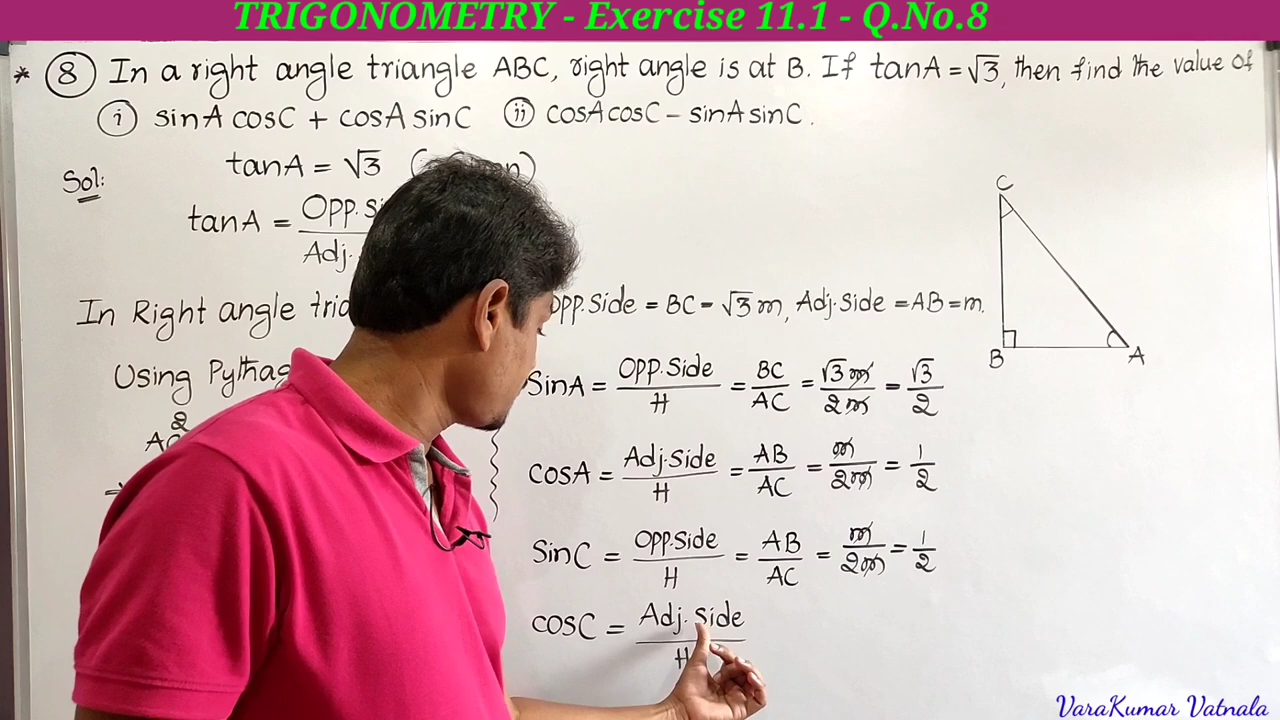 TRIGONOMETRY - Exercise 11.1 - Q.No.8
* 8 In a right angle triangle ABC, right angle is at B. If tanA = √3, then find the value of
i sinA cosC + cosA sinC ii cosA cosC - sinA sinC.
Sol:
tanA = √3
tanA = Opp.
Adj.
In Right angle
Opp.Side = BC = √3m, Adj.Side = AB = m.
Using
SinA = Opp.Side/H = BC/AC = √3m/2m = √3/2
cosA = Adj.Side/H = AB/AC = m/2m = 1/2
SinC = Opp.Side/H = AB/AC = m/2m = 1/2
cosC = Adj.Side/H
C
B
A
VaraKumar Vatnala